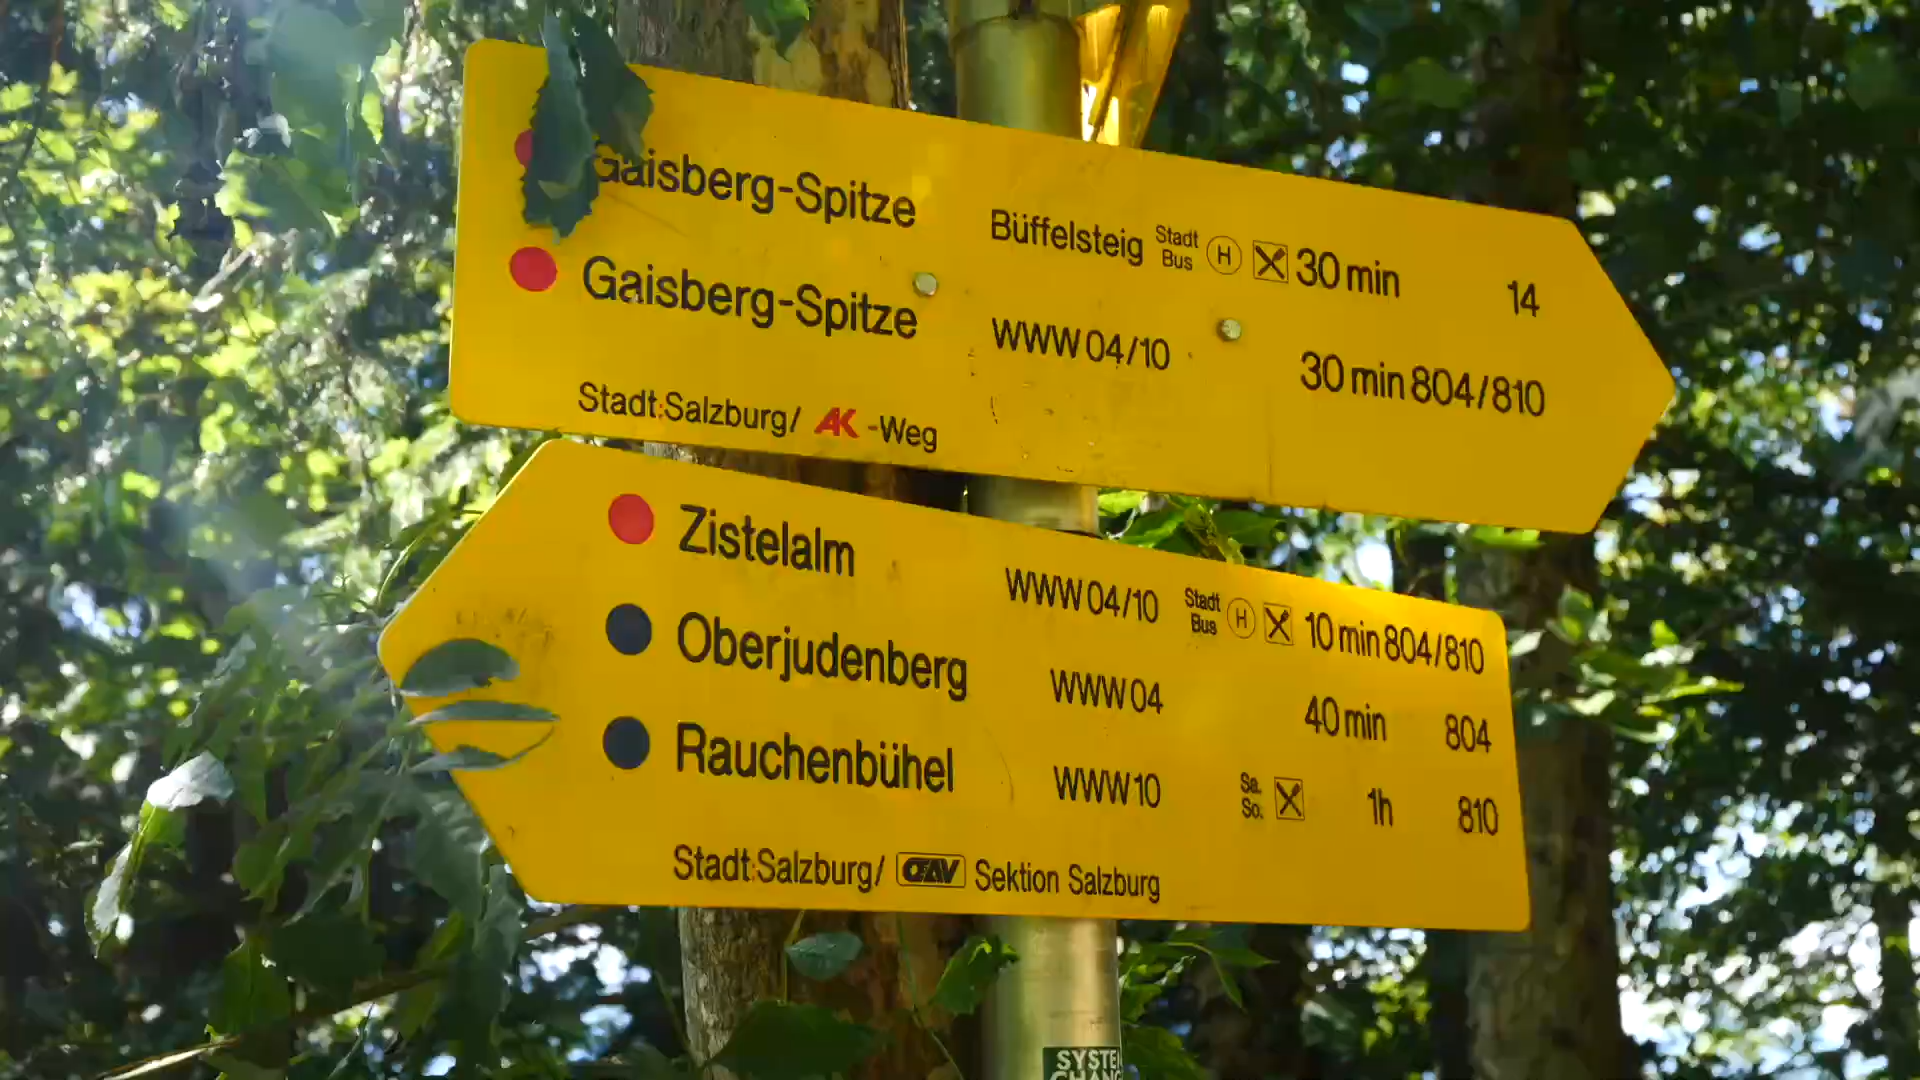 Gaisberg-Spitze Büffelsteig Stadt Bus H 30 min 14
Gaisberg-Spitze WWW 04/10 30 min 804/810
Stadt:Salzburg/ AK -Weg
Zistelalm WWW 04/10 Stadt Bus H 10 min 804/810
Oberjudenberg WWW 04 40 min 804
Rauchenbühel WWW 10 Sa. So. 1h 810
Stadt:Salzburg/ OEAV Sektion Salzburg